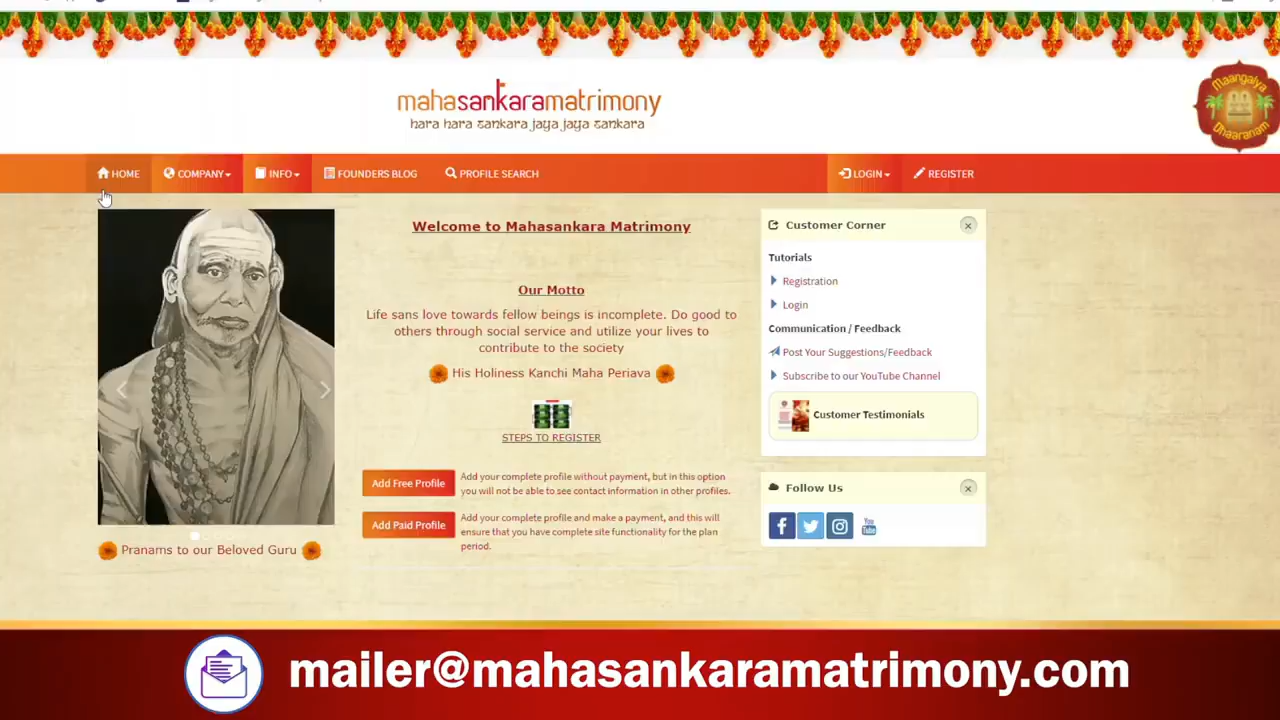 mahasankaramatrimony
hara hara sankara jaya jaya sankara
Maangalya
Dhaaranam
HOME
COMPANY
INFO
FOUNDERS BLOG
PROFILE SEARCH
LOGIN
REGISTER
Welcome to Mahasankara Matrimony
Our Motto
Life sans love towards fellow beings is incomplete. Do good to
others through social service and utilize your lives to
contribute to the society
His Holiness Kanchi Maha Periava
STEPS TO REGISTER
Add Free Profile
Add your complete profile without payment, but in this option
you will not be able to see contact information in other profiles.
Add Paid Profile
Add your complete profile and make a payment, and this will
ensure that you have complete site functionality for the plan
period.
Pranams to our Beloved Guru
Customer Corner
Tutorials
Registration
Login
Communication / Feedback
Post Your Suggestions/Feedback
Subscribe to our YouTube Channel
Customer Testimonials
Follow Us
You
Tube
mailer@mahasankaramatrimony.com